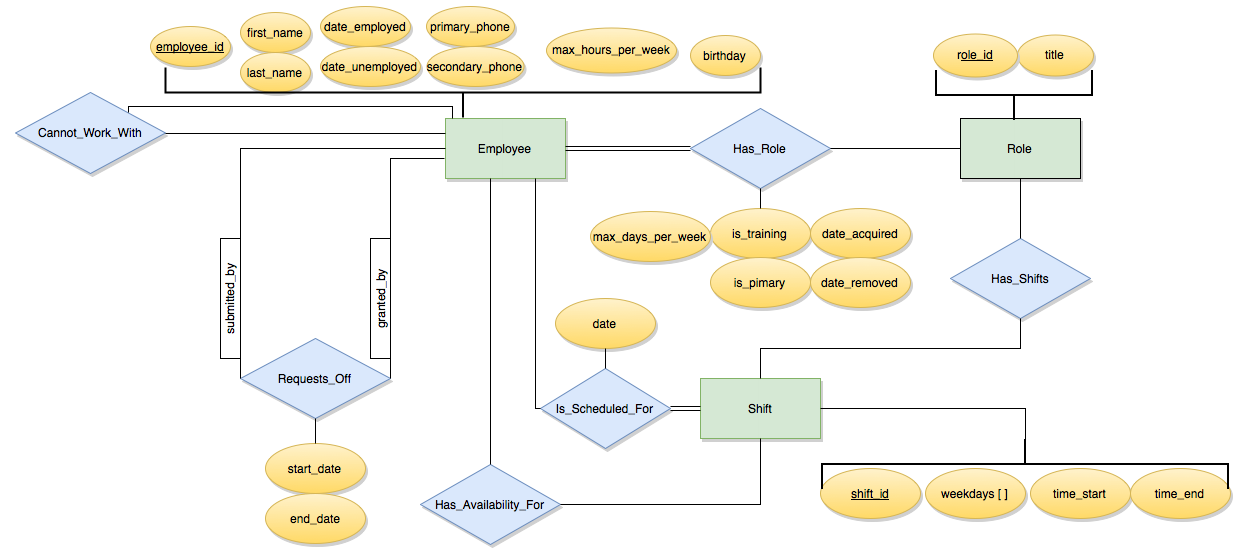 employee_id
first_name
last_name
date_employed
date_unemployed
primary_phone
secondary_phone
max_hours_per_week
birthday
role_id
title
Cannot_Work_With
Employee
Has_Role
Role
max_days_per_week
is_training
date_acquired
is_pimary
date_removed
Has_Shifts
submitted_by
granted_by
date
Requests_Off
Is_Scheduled_For
Shift
start_date
end_date
Has_Availability_For
shift_id
weekdays [ ]
time_start
time_end